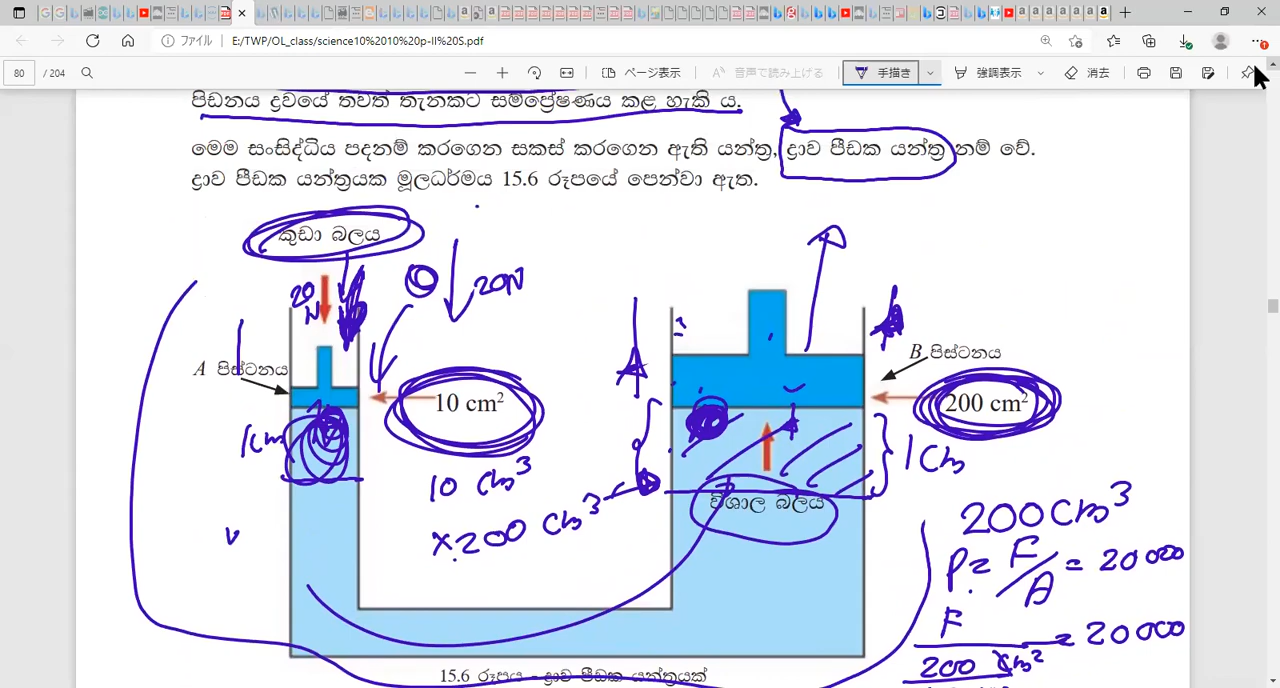 ファイル E:/TWP/OL_class/science10%2010%20p-II%20S.pdf
80 / 204 ページ表示 音声で読み上げる 手描き 強調表示 消去
පීඩනය ද්‍රවයේ තවත් තැනකට සම්ප්‍රේෂණය කළ හැකි ය.
මෙම සංසිද්ධිය පදනම් කරගෙන සකස් කරගෙන ඇති යන්ත්‍ර, ද්‍රාව පීඩක යන්ත්‍ර නම් වේ.
ද්‍රාව පීඩක යන්ත්‍රයක මූලධර්මය 15.6 රූපයේ පෙන්වා ඇත.
කුඩා බලය
20 N
20N
A පිස්ටනය
B පිස්ටනය
10 cm²
200 cm²
1cm
1cm
10 cm³
×200 cm³
විශාල බලය
200cm³
P = F/A = 20000
F
200 cm² = 20000
15.6 රූපය - ද්‍රාව පීඩක යන්ත්‍රයක්